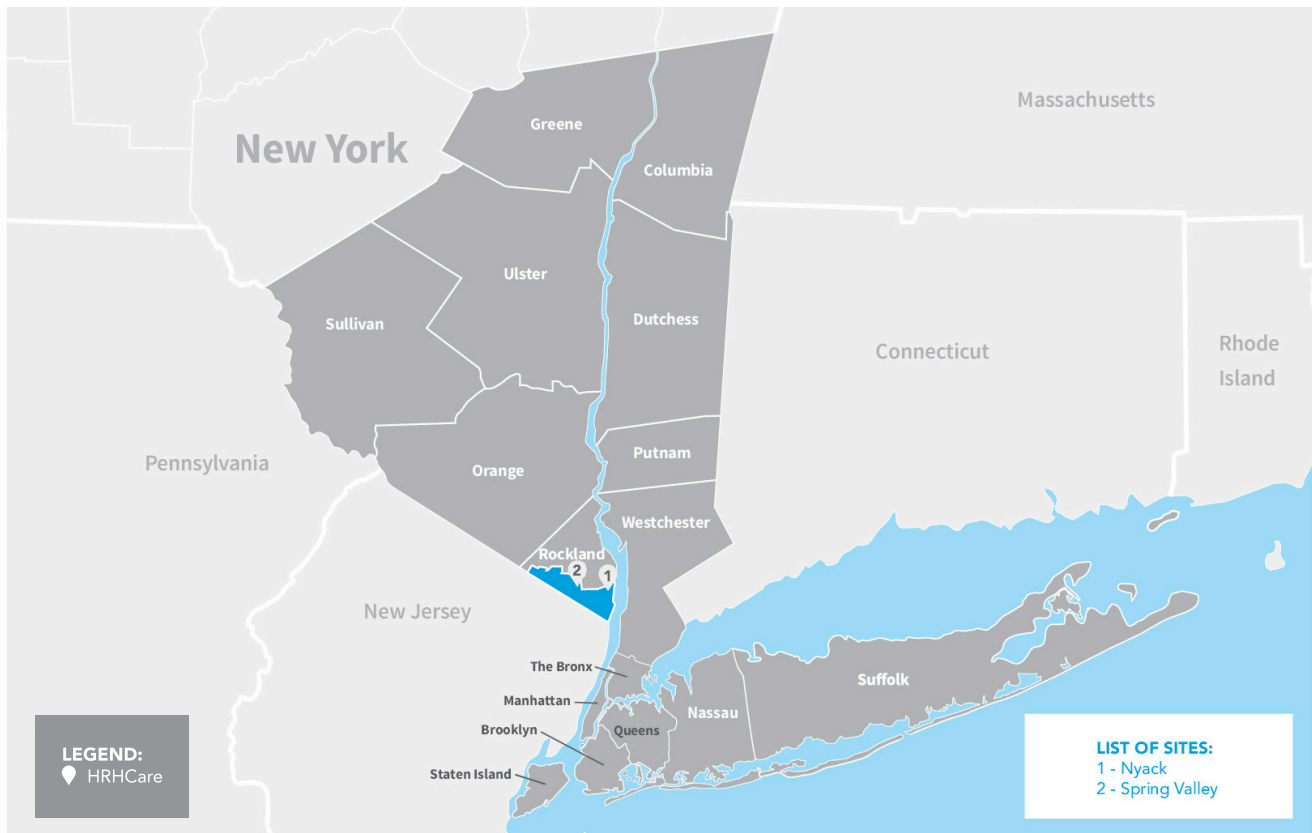 Massachusetts
Greene
New York
Columbia
Ulster
Sullivan
Dutchess
Connecticut
Rhode
Island
Pennsylvania
Putnam
Orange
Westchester
Rockland
2
1
New Jersey
The Bronx
Suffolk
Manhattan
Nassau
Brooklyn
Queens
Staten Island
LEGEND:
HRHCare
LIST OF SITES:
1 - Nyack
2 - Spring Valley